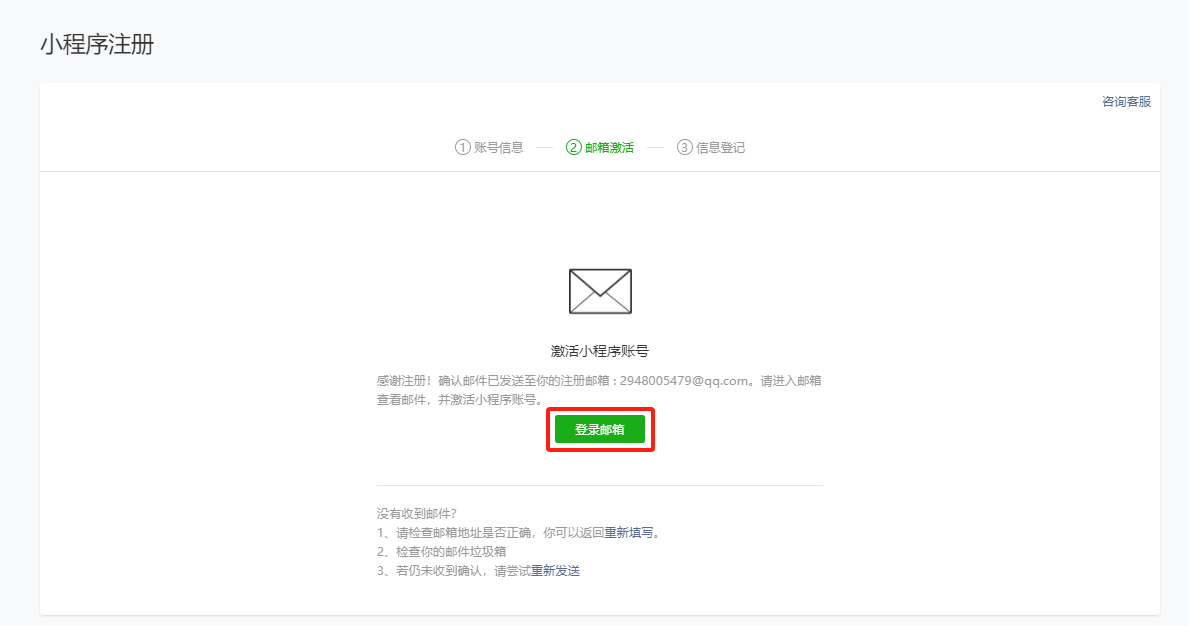 小程序注册
咨询客服
① 账号信息 ② 邮箱激活 ③ 信息登记
激活小程序账号
感谢注册！确认邮件已发送至你的注册邮箱 : 2948005479@qq.com。请进入邮箱
查看邮件，并激活小程序账号。
登录邮箱
没有收到邮件？
1、请检查邮箱地址是否正确，你可以返回重新填写。
2、检查你的邮件垃圾箱
3、若仍未收到确认，请尝试重新发送